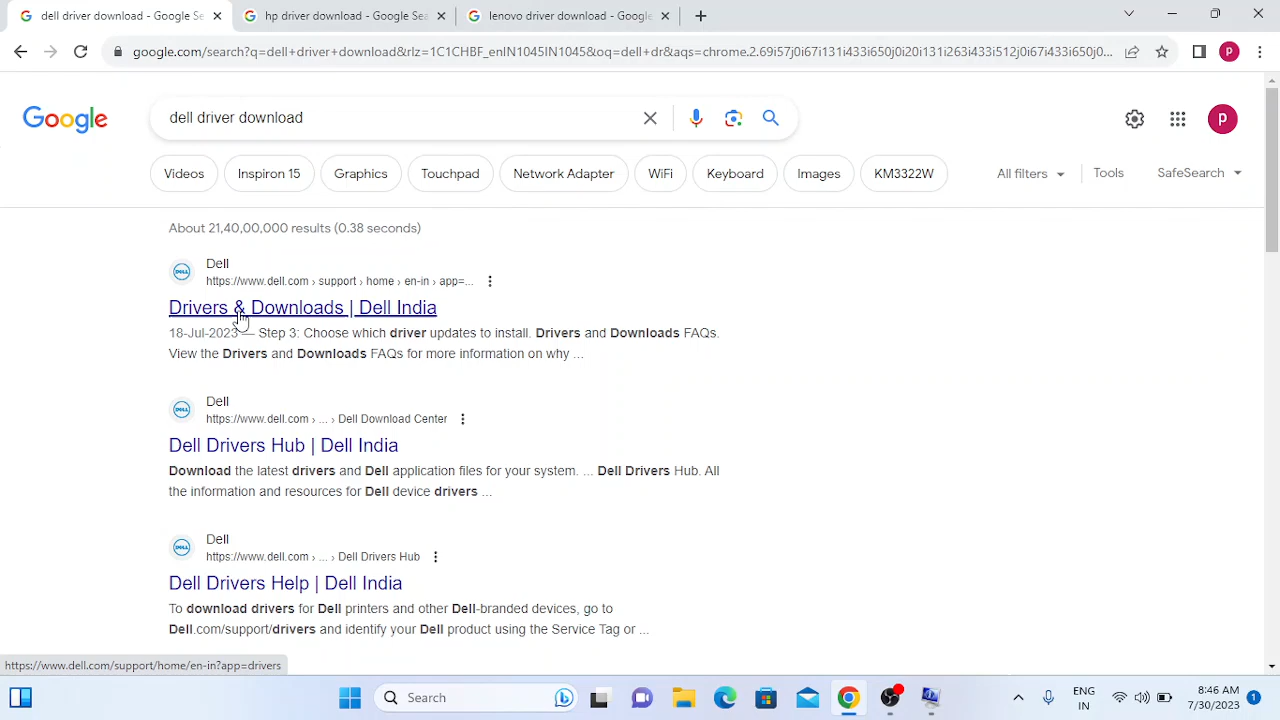 dell driver download - Google Se
hp driver download - Google Sea
lenovo driver download - Google
google.com/search?q=dell+driver+download&rlz=1C1CHBF_enIN1045IN1045&oq=dell+dr&aqs=chrome.2.69i57j0i67i131i433i650j0i20i131i263i433i512j0i67i433i650j0...
P
Google
dell driver download
P
Videos
Inspiron 15
Graphics
Touchpad
Network Adapter
WiFi
Keyboard
Images
KM3322W
All filters
Tools
SafeSearch
About 21,40,00,000 results (0.38 seconds)
Dell
https://www.dell.com › support › home › en-in › app=...
Drivers & Downloads | Dell India
18-Jul-2023 — Step 3: Choose which driver updates to install. Drivers and Downloads FAQs.
View the Drivers and Downloads FAQs for more information on why ...
Dell
https://www.dell.com › ... › Dell Download Center
Dell Drivers Hub | Dell India
Download the latest drivers and Dell application files for your system. ... Dell Drivers Hub. All
the information and resources for Dell device drivers ...
Dell
https://www.dell.com › ... › Dell Drivers Hub
Dell Drivers Help | Dell India
To download drivers for Dell printers and other Dell-branded devices, go to
Dell.com/support/drivers and identify your Dell product using the Service Tag or ...
https://www.dell.com/support/home/en-in?app=drivers
Search
ENG
IN
8:46 AM
7/30/2023
1